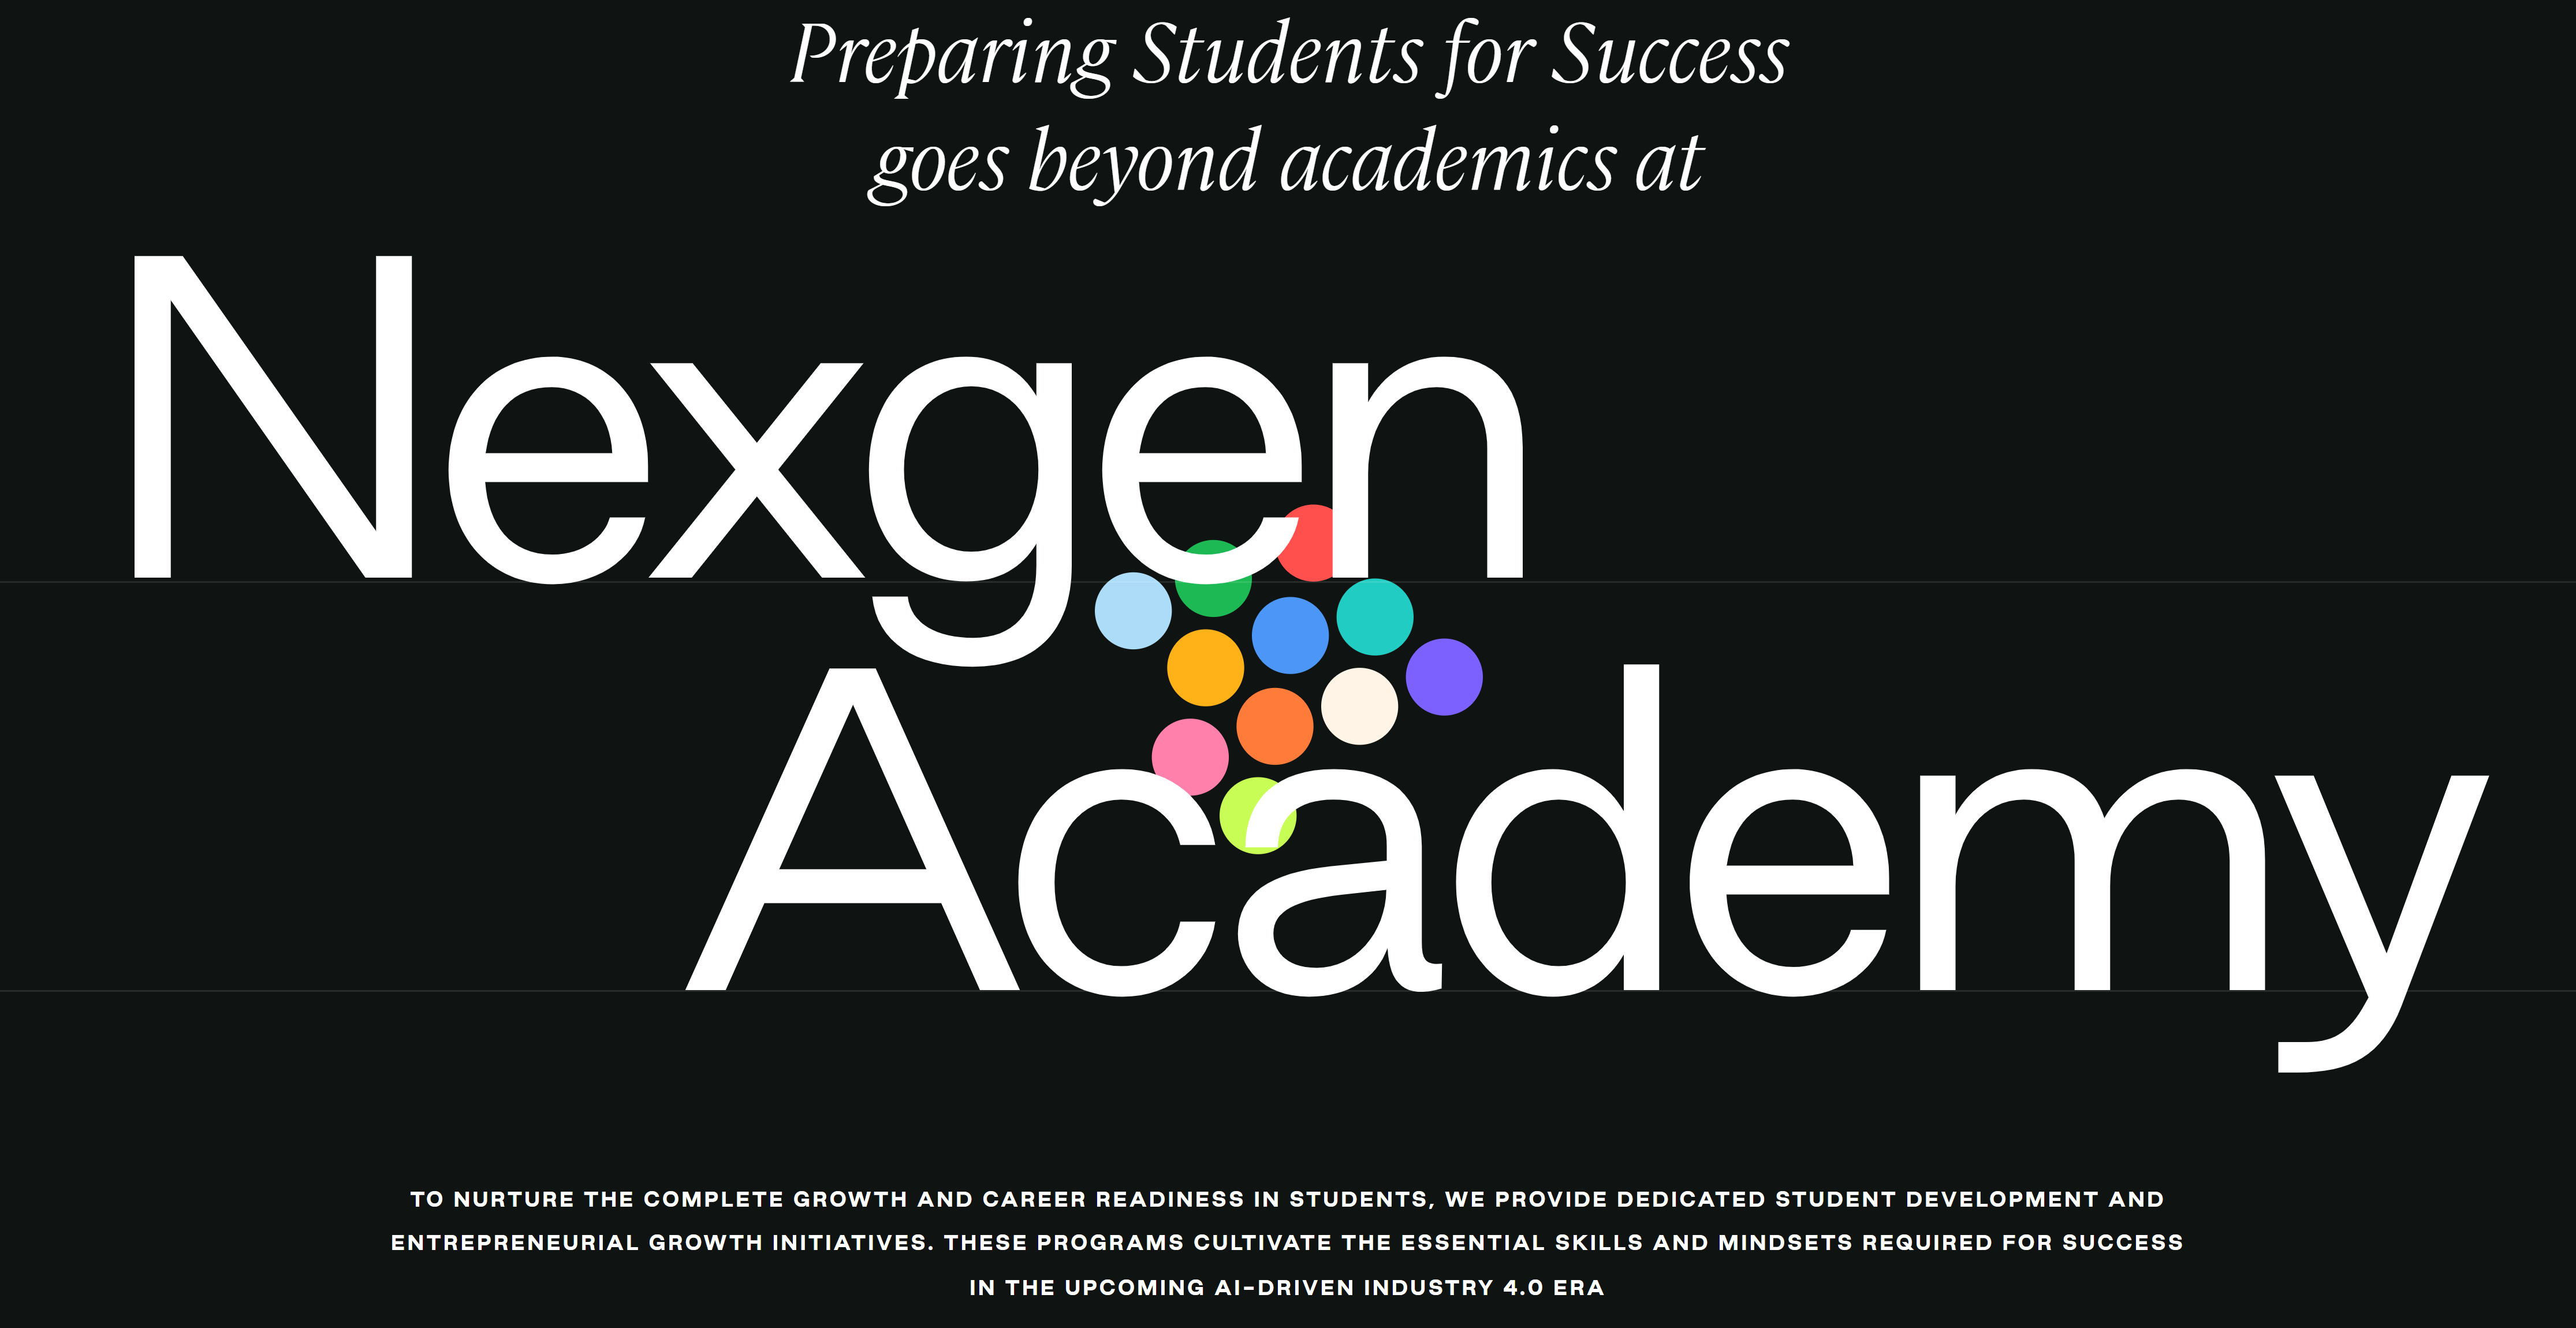 Preparing Students for Success
goes beyond academics at
Nexgen
Academy
TO NURTURE THE COMPLETE GROWTH AND CAREER READINESS IN STUDENTS, WE PROVIDE DEDICATED STUDENT DEVELOPMENT AND
ENTREPRENEURIAL GROWTH INITIATIVES. THESE PROGRAMS CULTIVATE THE ESSENTIAL SKILLS AND MINDSETS REQUIRED FOR SUCCESS
IN THE UPCOMING AI-DRIVEN INDUSTRY 4.0 ERA